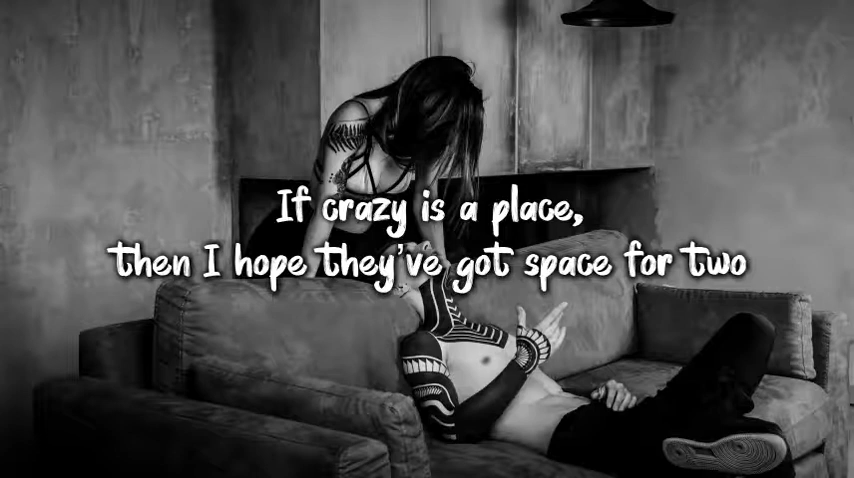 If crazy is a place,
then I hope they've got space for two